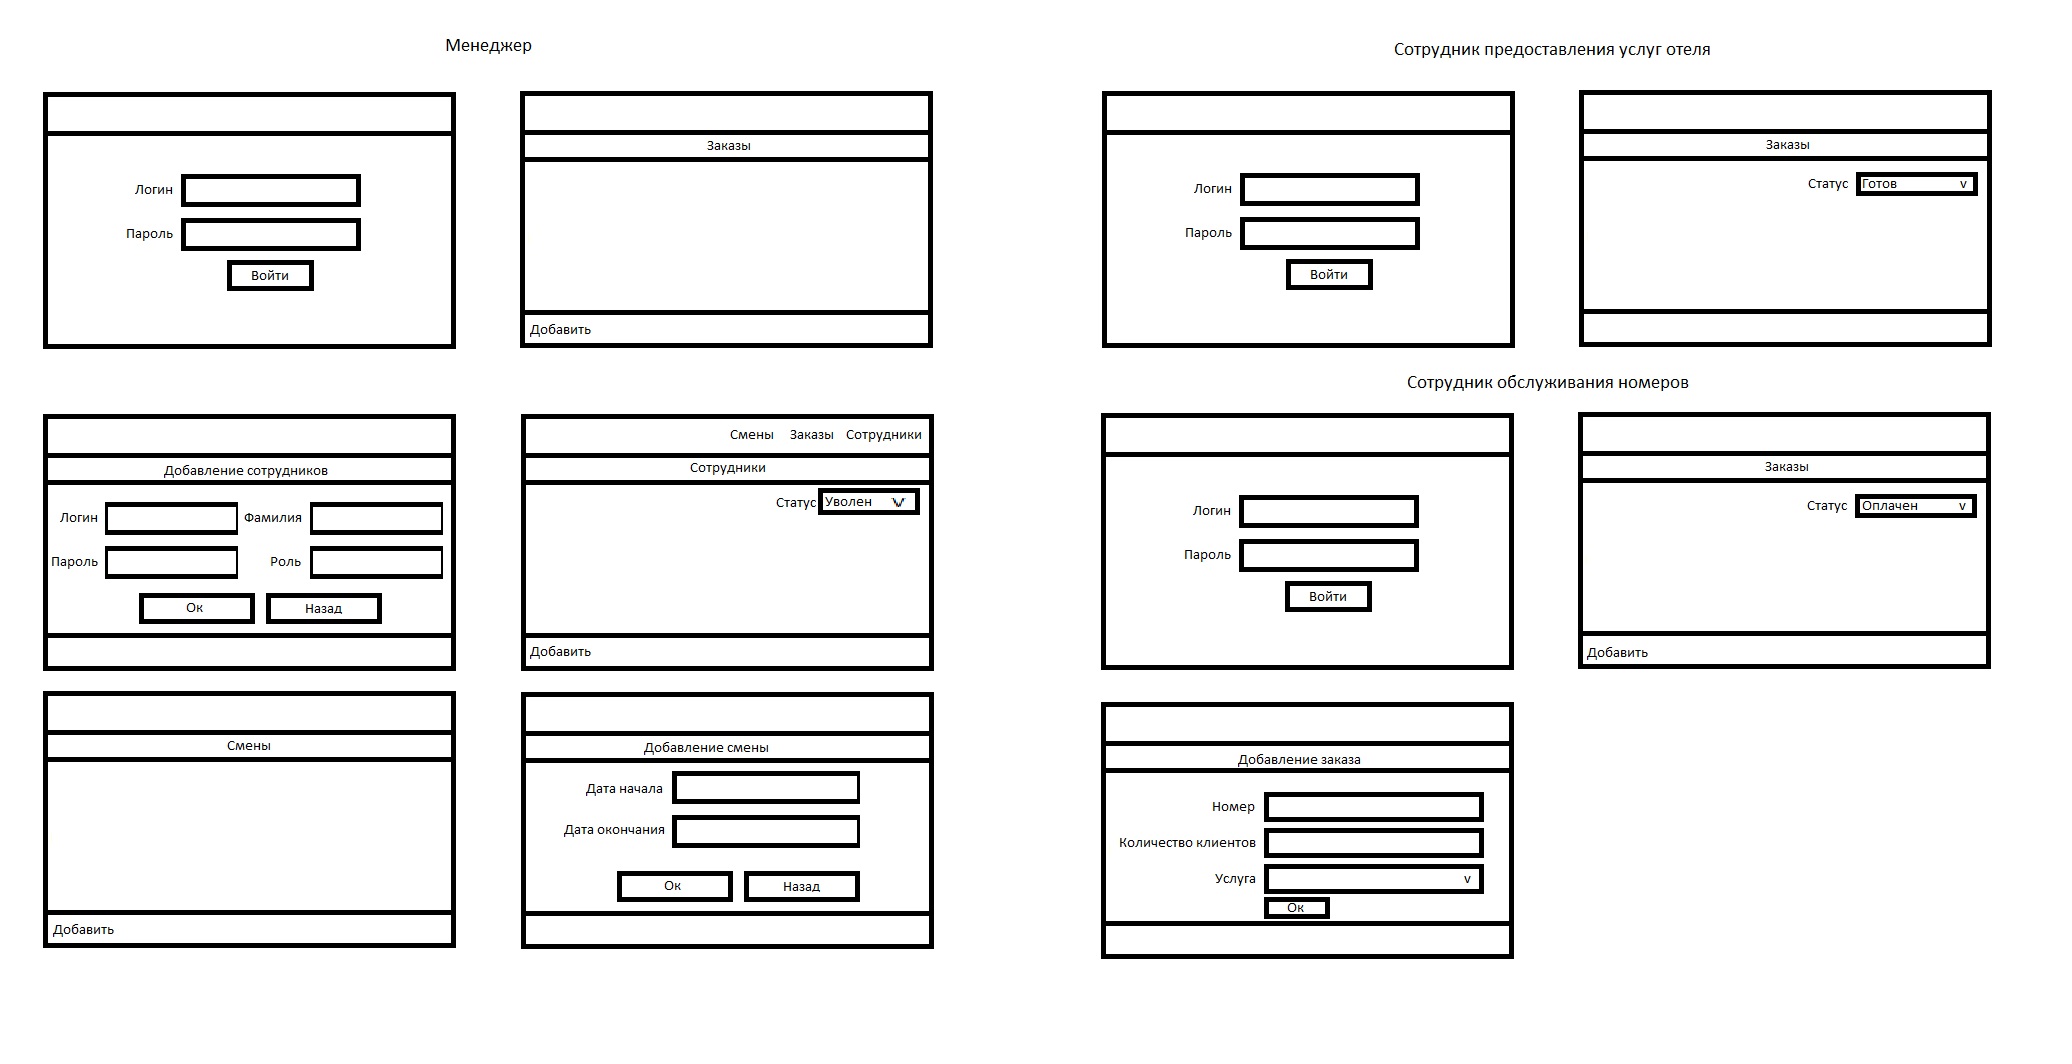 Менеджер
Логин
Пароль
Войти
Заказы
Добавить
Добавление сотрудников
Логин
Фамилия
Пароль
Роль
Ок
Назад
Смены Заказы Сотрудники
Сотрудники
Статус Уволен v
Добавить
Смены
Добавить
Добавление смены
Дата начала
Дата окончания
Ок
Назад
Сотрудник предоставления услуг отеля
Логин
Пароль
Войти
Заказы
Статус Готов v
Сотрудник обслуживания номеров
Логин
Пароль
Войти
Заказы
Статус Оплачен v
Добавить
Добавление заказа
Номер
Количество клиентов
Услуга v
Ок